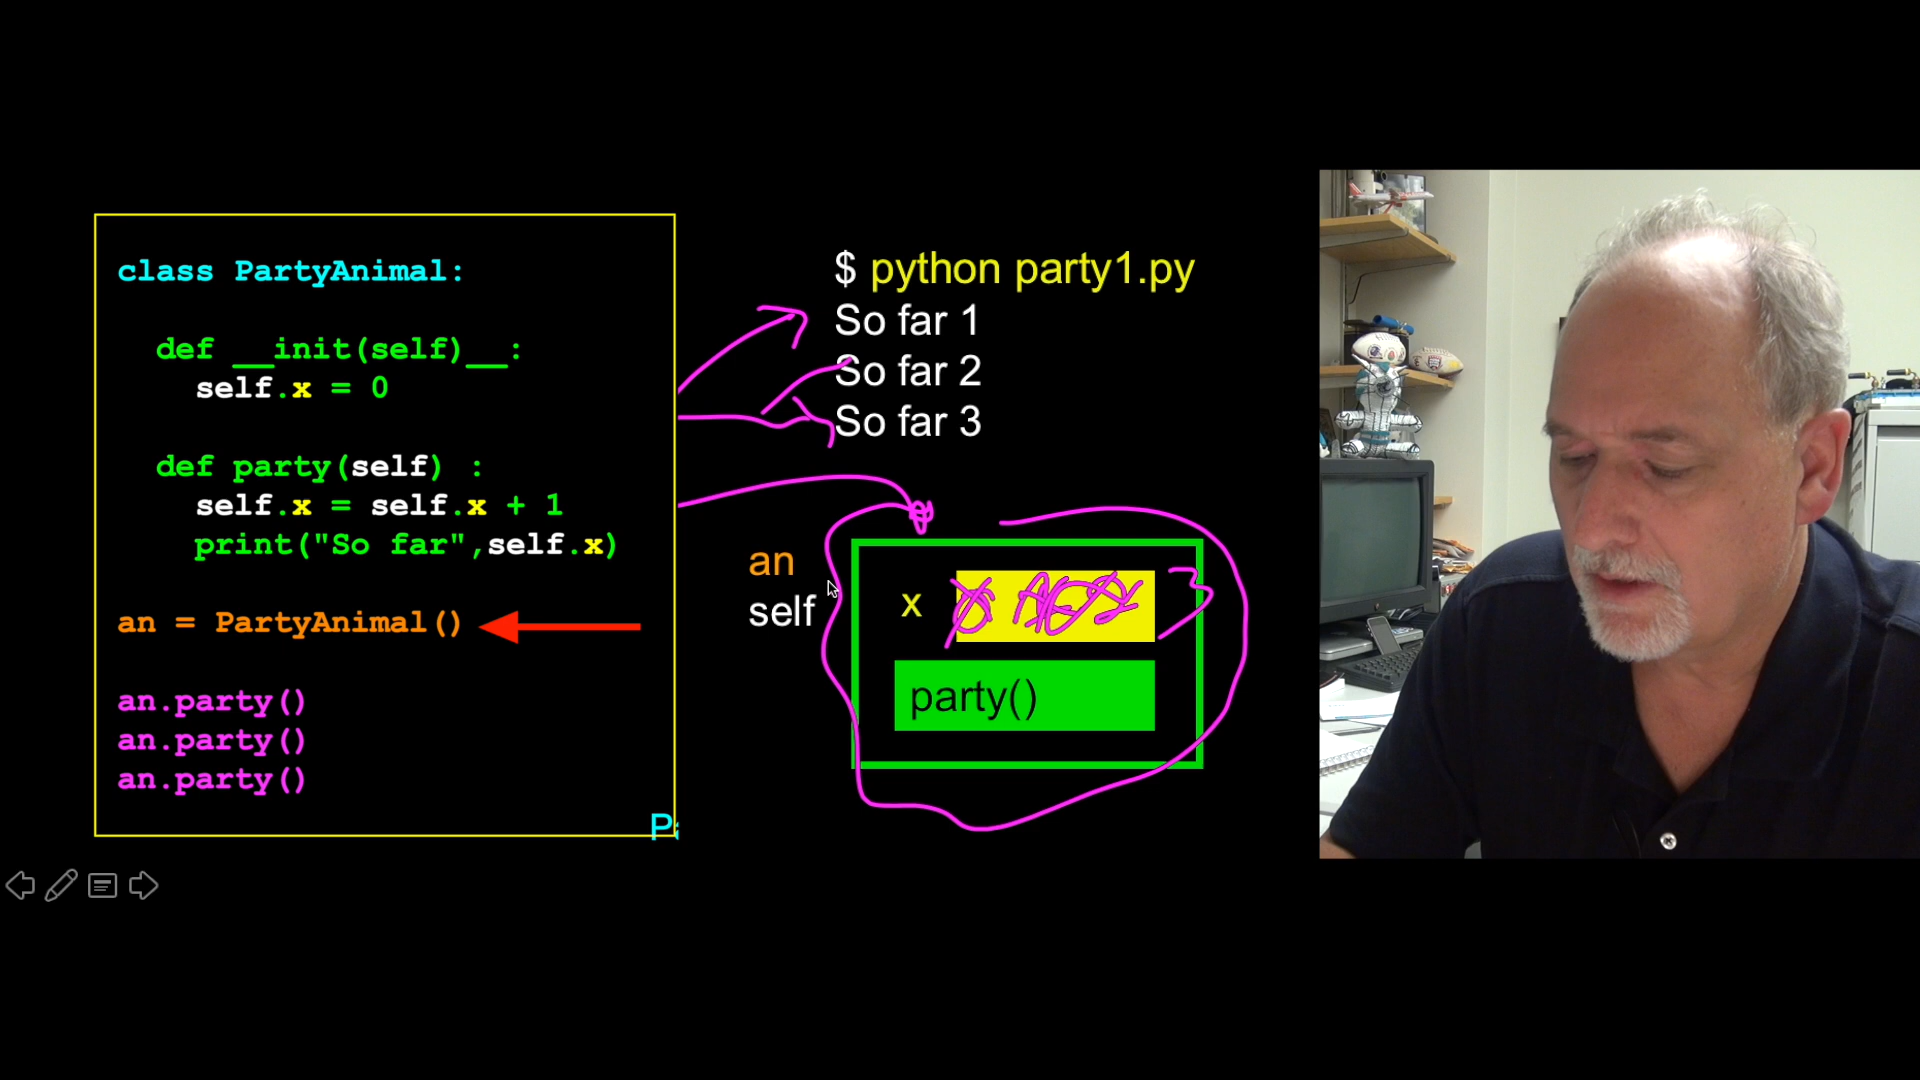 class PartyAnimal:
def __init(self)__:
self.x = 0
def party(self) :
self.x = self.x + 1
print("So far",self.x)
an = PartyAnimal()
an.party()
an.party()
an.party()
$ python party1.py
So far 1
So far 2
So far 3
an
self
x
3
party()